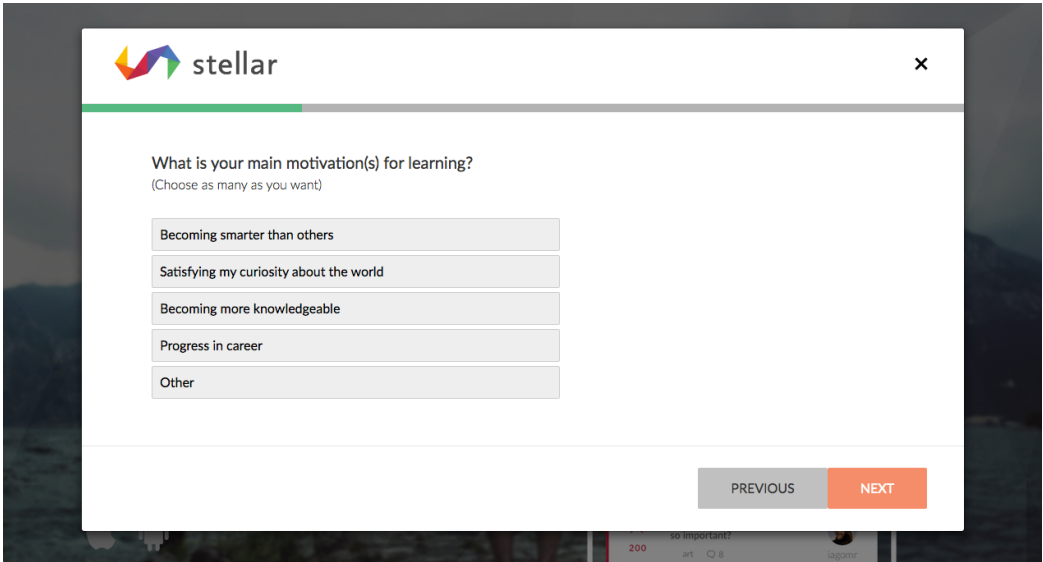 stellar
×
What is your main motivation(s) for learning?
(Choose as many as you want)
Becoming smarter than others
Satisfying my curiosity about the world
Becoming more knowledgeable
Progress in career
Other
PREVIOUS
NEXT
so important?
200
art 8
iagomr